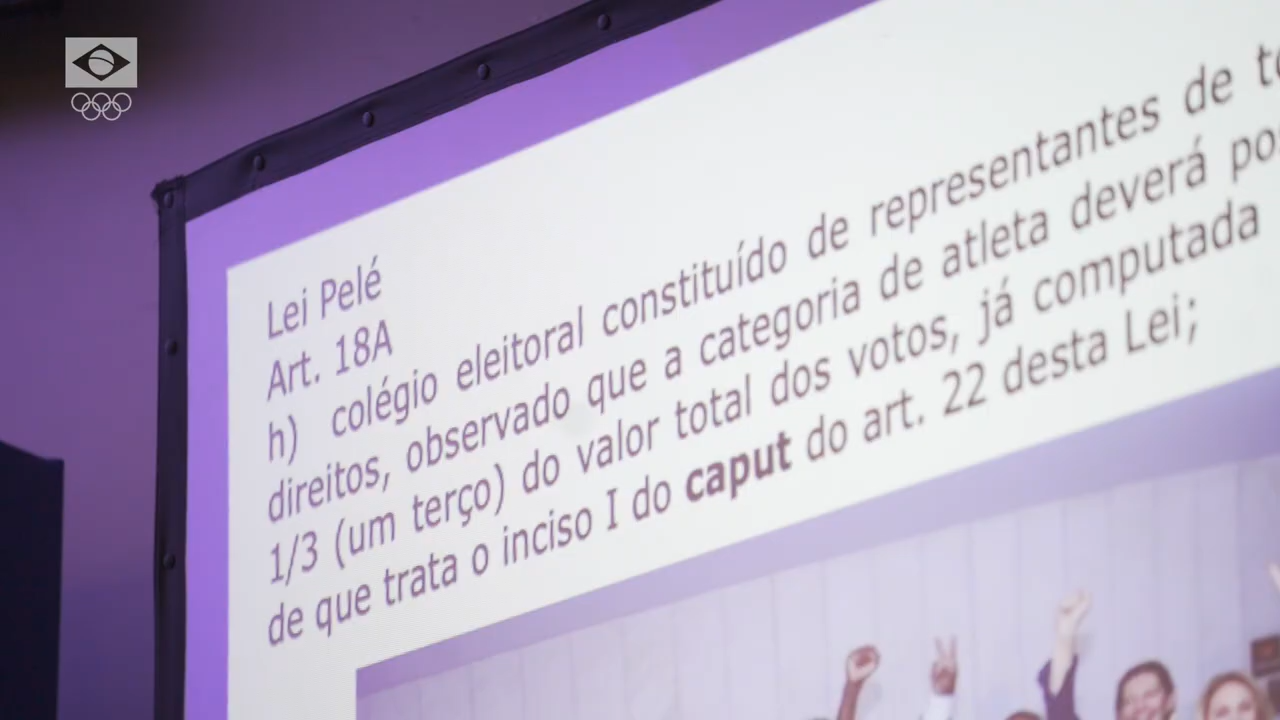 Lei Pelé
Art. 18A
h) colégio eleitoral constituído de representantes de
direitos, observado que a categoria de atleta deverá
1/3 (um terço) do valor total dos votos, já computada
de que trata o inciso I do caput do art. 22 desta Lei;